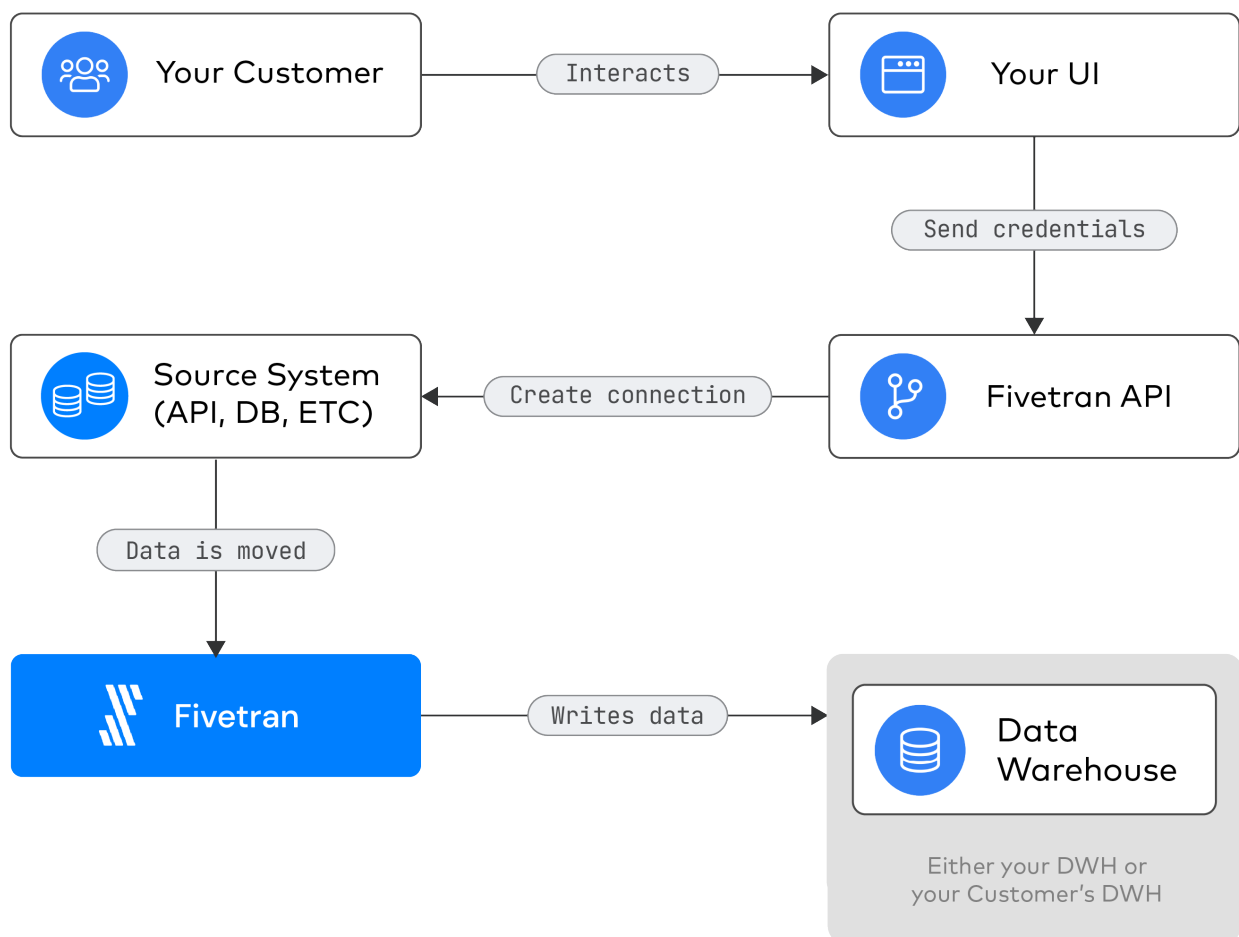 Your Customer
Interacts
Your UI
Send credentials
Source System
(API, DB, ETC)
Create connection
Fivetran API
Data is moved
Fivetran
Writes data
Data
Warehouse
Either your DWH or
your Customer's DWH